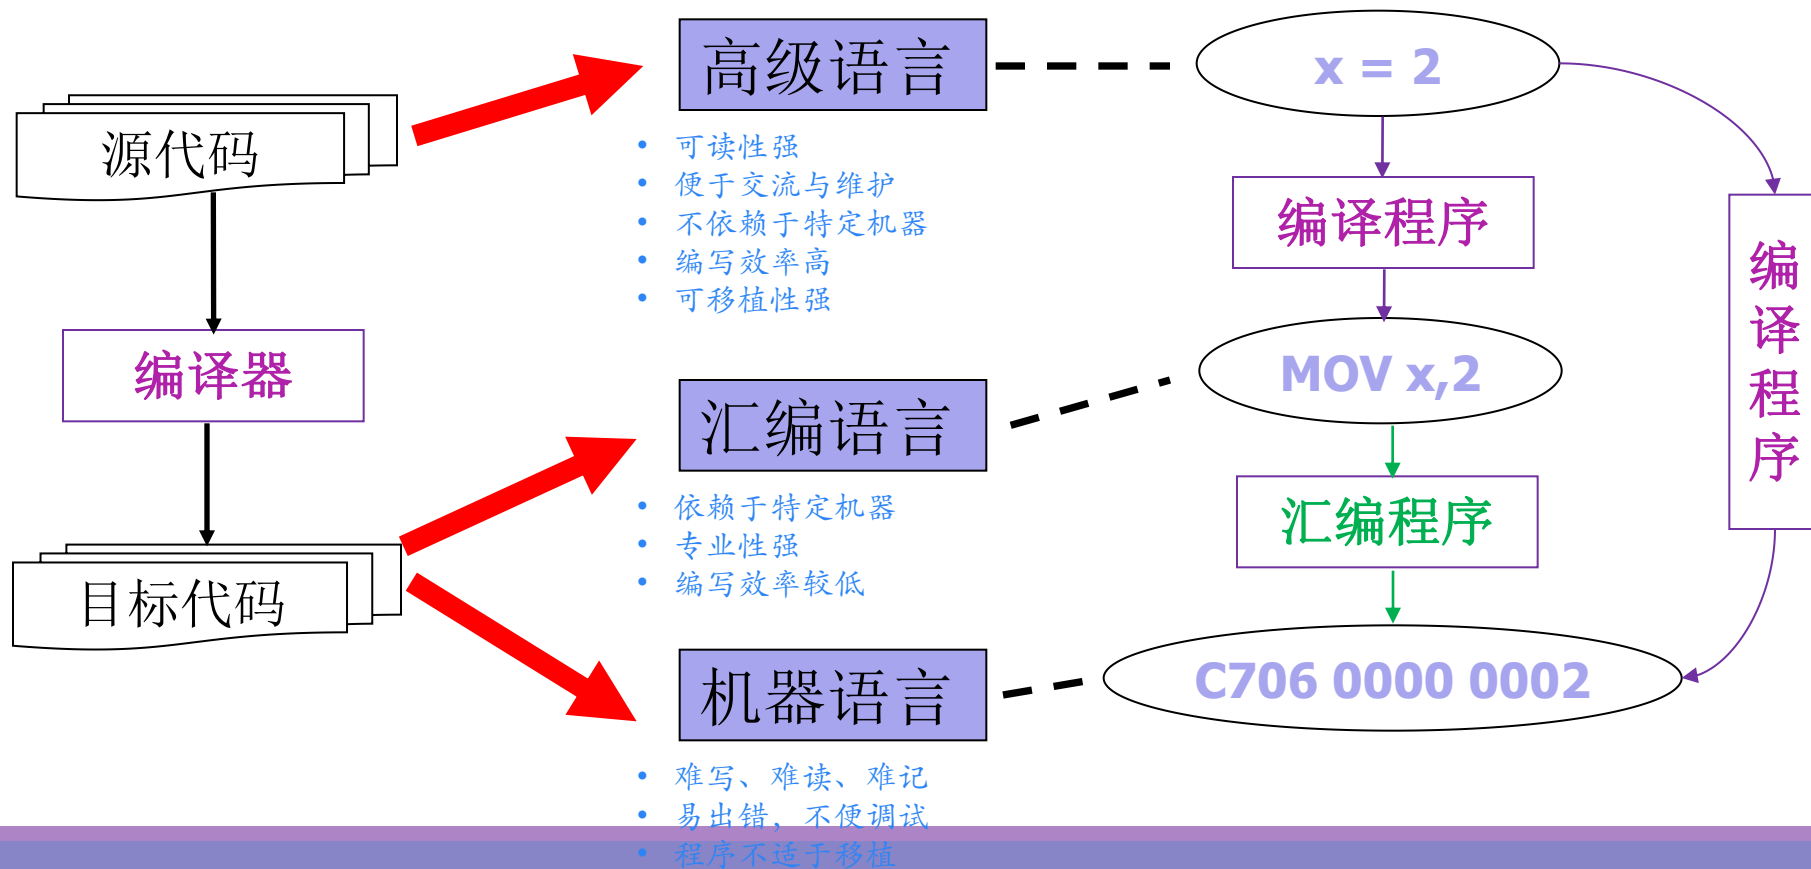 源代码
编译器
目标代码
高级语言
• 可读性强
• 便于交流与维护
• 不依赖于特定机器
• 编写效率高
• 可移植性强
汇编语言
• 依赖于特定机器
• 专业性强
• 编写效率较低
机器语言
• 难写、难读、难记
• 易出错，不便调试
• 程序不适于移植
x = 2
编译程序
MOV x,2
汇编程序
C706 0000 0002
编
译
程
序